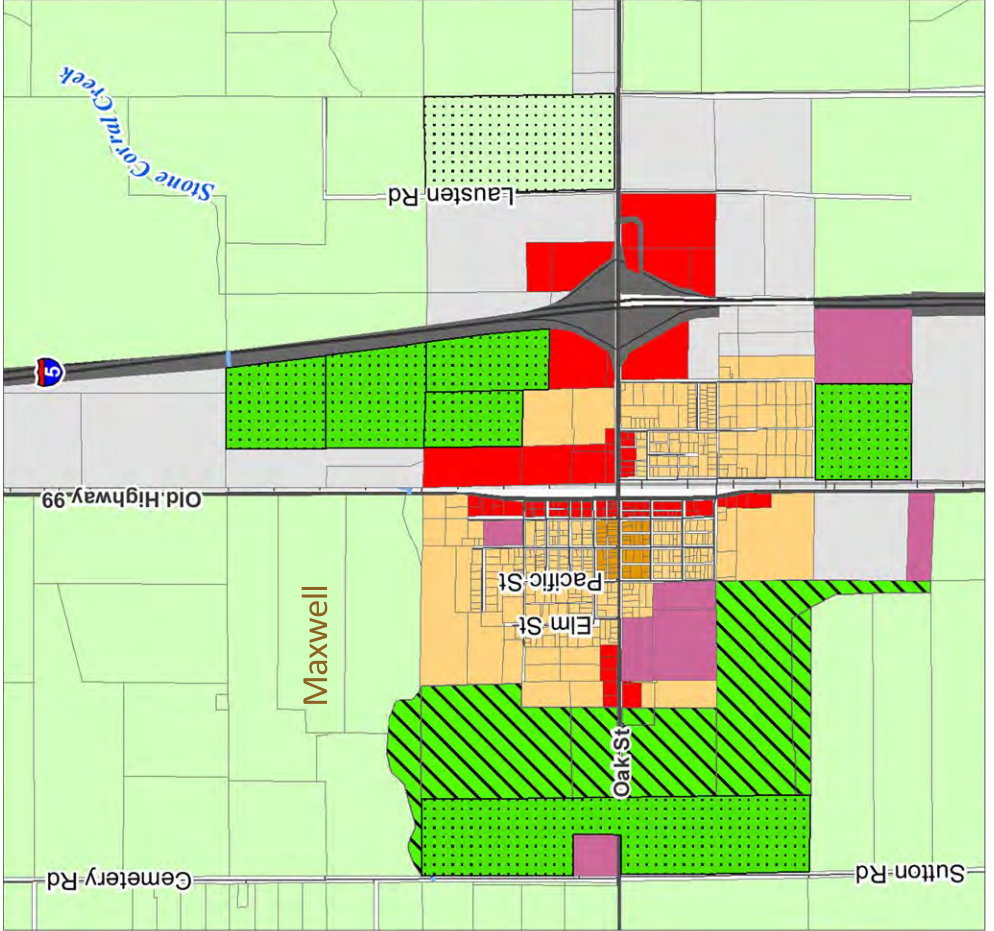 Stone Corral Creek
Lausten Rd
5
Old Highway 99
Pacific St
Maxwell
Elm St
Oak St
Cemetery Rd
Sutton Rd